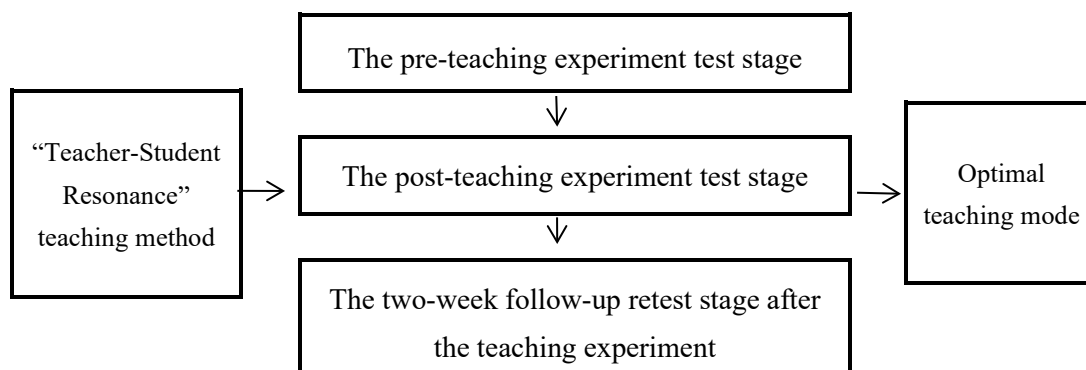 The pre-teaching experiment test stage
“Teacher-Student
Resonance”
teaching method
The post-teaching experiment test stage
Optimal
teaching mode
The two-week follow-up retest stage after
the teaching experiment